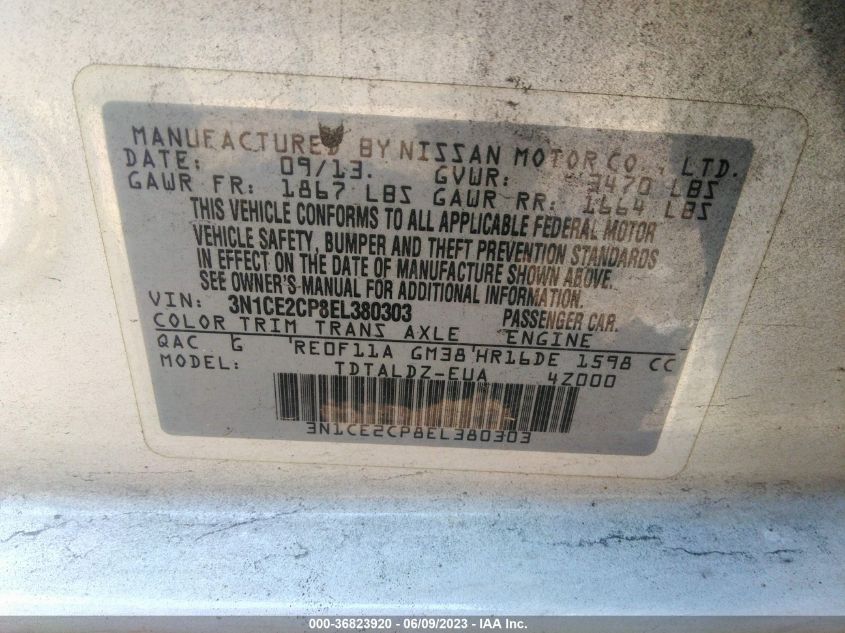 MANUFACTURED BY NISSAN MOTOR CO., LTD.
DATE: 09/13. GVWR: 3470 LBS
GAWR FR: 1867 LBS GAWR RR: 1664 LBS
THIS VEHICLE CONFORMS TO ALL APPLICABLE FEDERAL MOTOR
VEHICLE SAFETY, BUMPER AND THEFT PREVENTION STANDARDS
IN EFFECT ON THE DATE OF MANUFACTURE SHOWN ABOVE.
SEE OWNER'S MANUAL FOR ADDITIONAL INFORMATION.
VIN: 3N1CE2CP8EL380303 PASSENGER CAR.
COLOR TRIM TRANS AXLE ENGINE
QAC G RE0F11A GM38 HR16DE 1598 CC
MODEL: TDTALDZ-EUA 4Z000
3N1CE2CP8EL380303
000-36823920 - 06/09/2023 - IAA Inc.